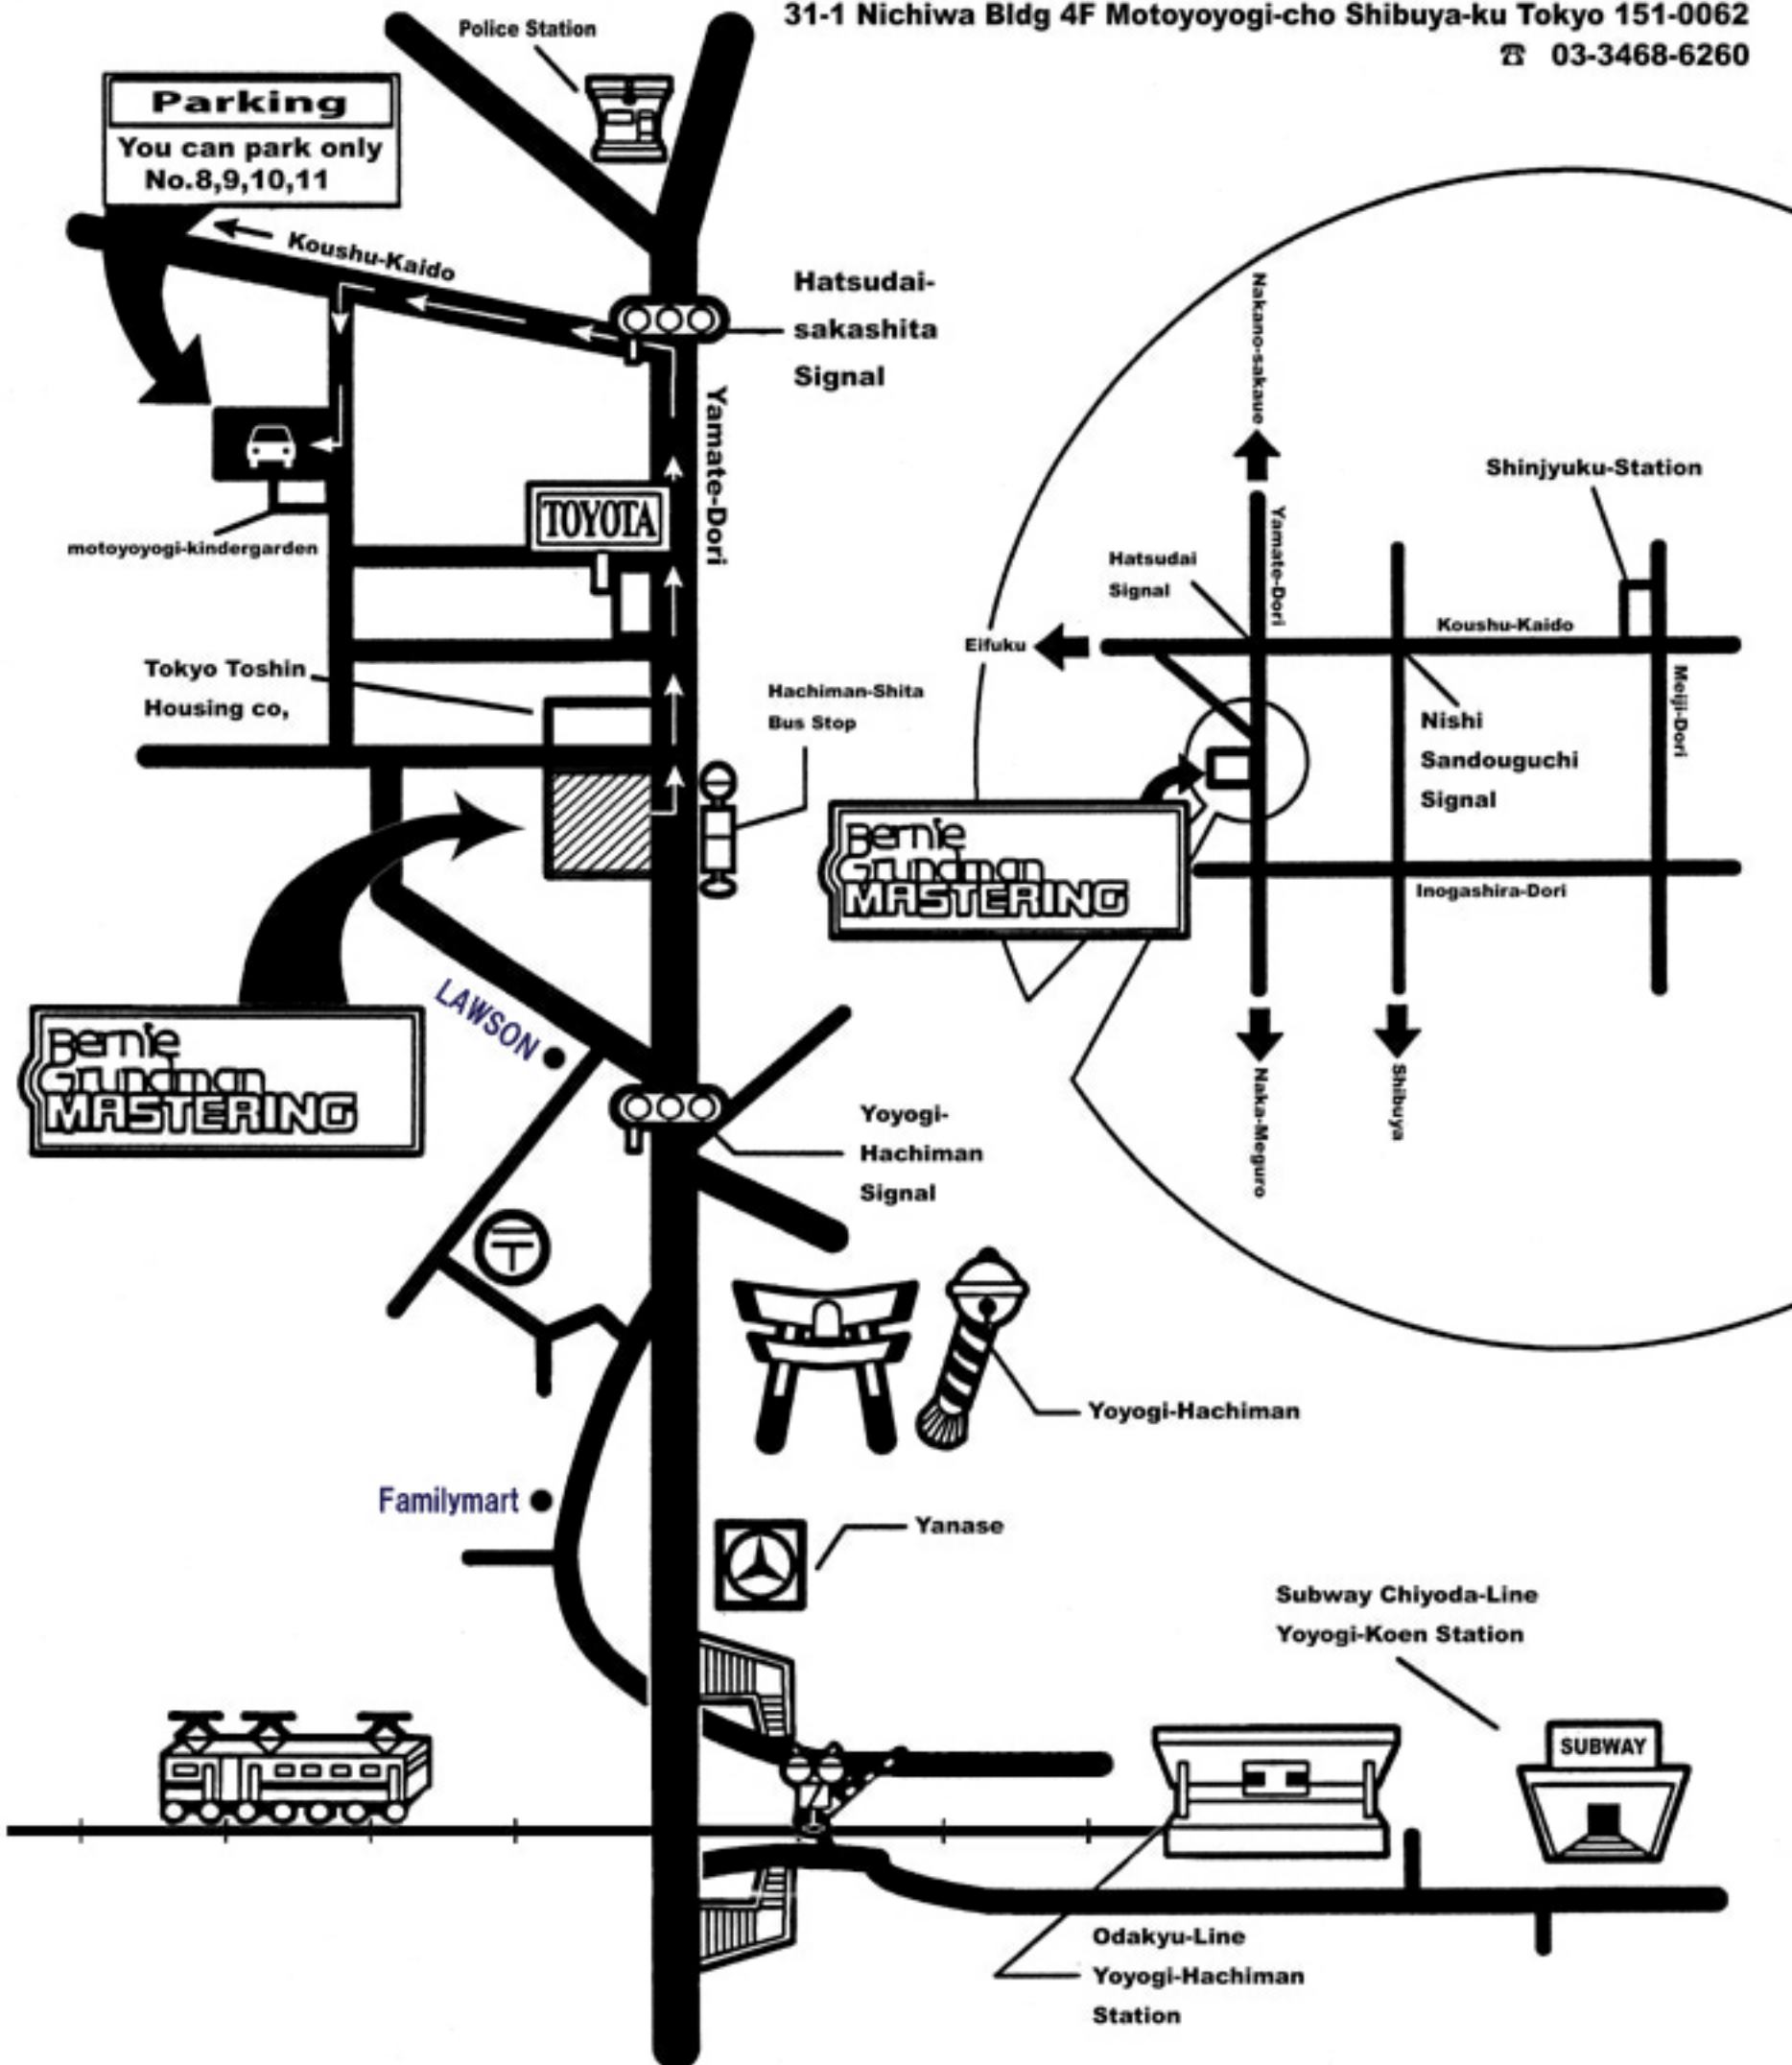 31-1 Nichiwa Bldg 4F Motoyoyogi-cho Shibuya-ku Tokyo 151-0062
☎ 03-3468-6260
Police Station
Parking
You can park only
No.8,9,10,11
Koushu-Kaido
Hatsudai-
sakashita
Signal
Yamate-Dori
TOYOTA
motoyoyogi-kindergarden
Tokyo Toshin
Housing co,
Hachiman-Shita
Bus Stop
Nakano-sakaue
Shinjyuku-Station
Yamate-Dori
Hatsudai
Signal
Koushu-Kaido
Eifuku
Meiji-Dori
Nishi
Sandouguchi
Signal
Bernie
Grundman
MASTERING
Inogashira-Dori
Naka-Meguro
Shibuya
LAWSON
Bernie
Grundman
MASTERING
Yoyogi-
Hachiman
Signal
〒
Yoyogi-Hachiman
Familymart
Yanase
Subway Chiyoda-Line
Yoyogi-Koen Station
SUBWAY
Odakyu-Line
Yoyogi-Hachiman
Station